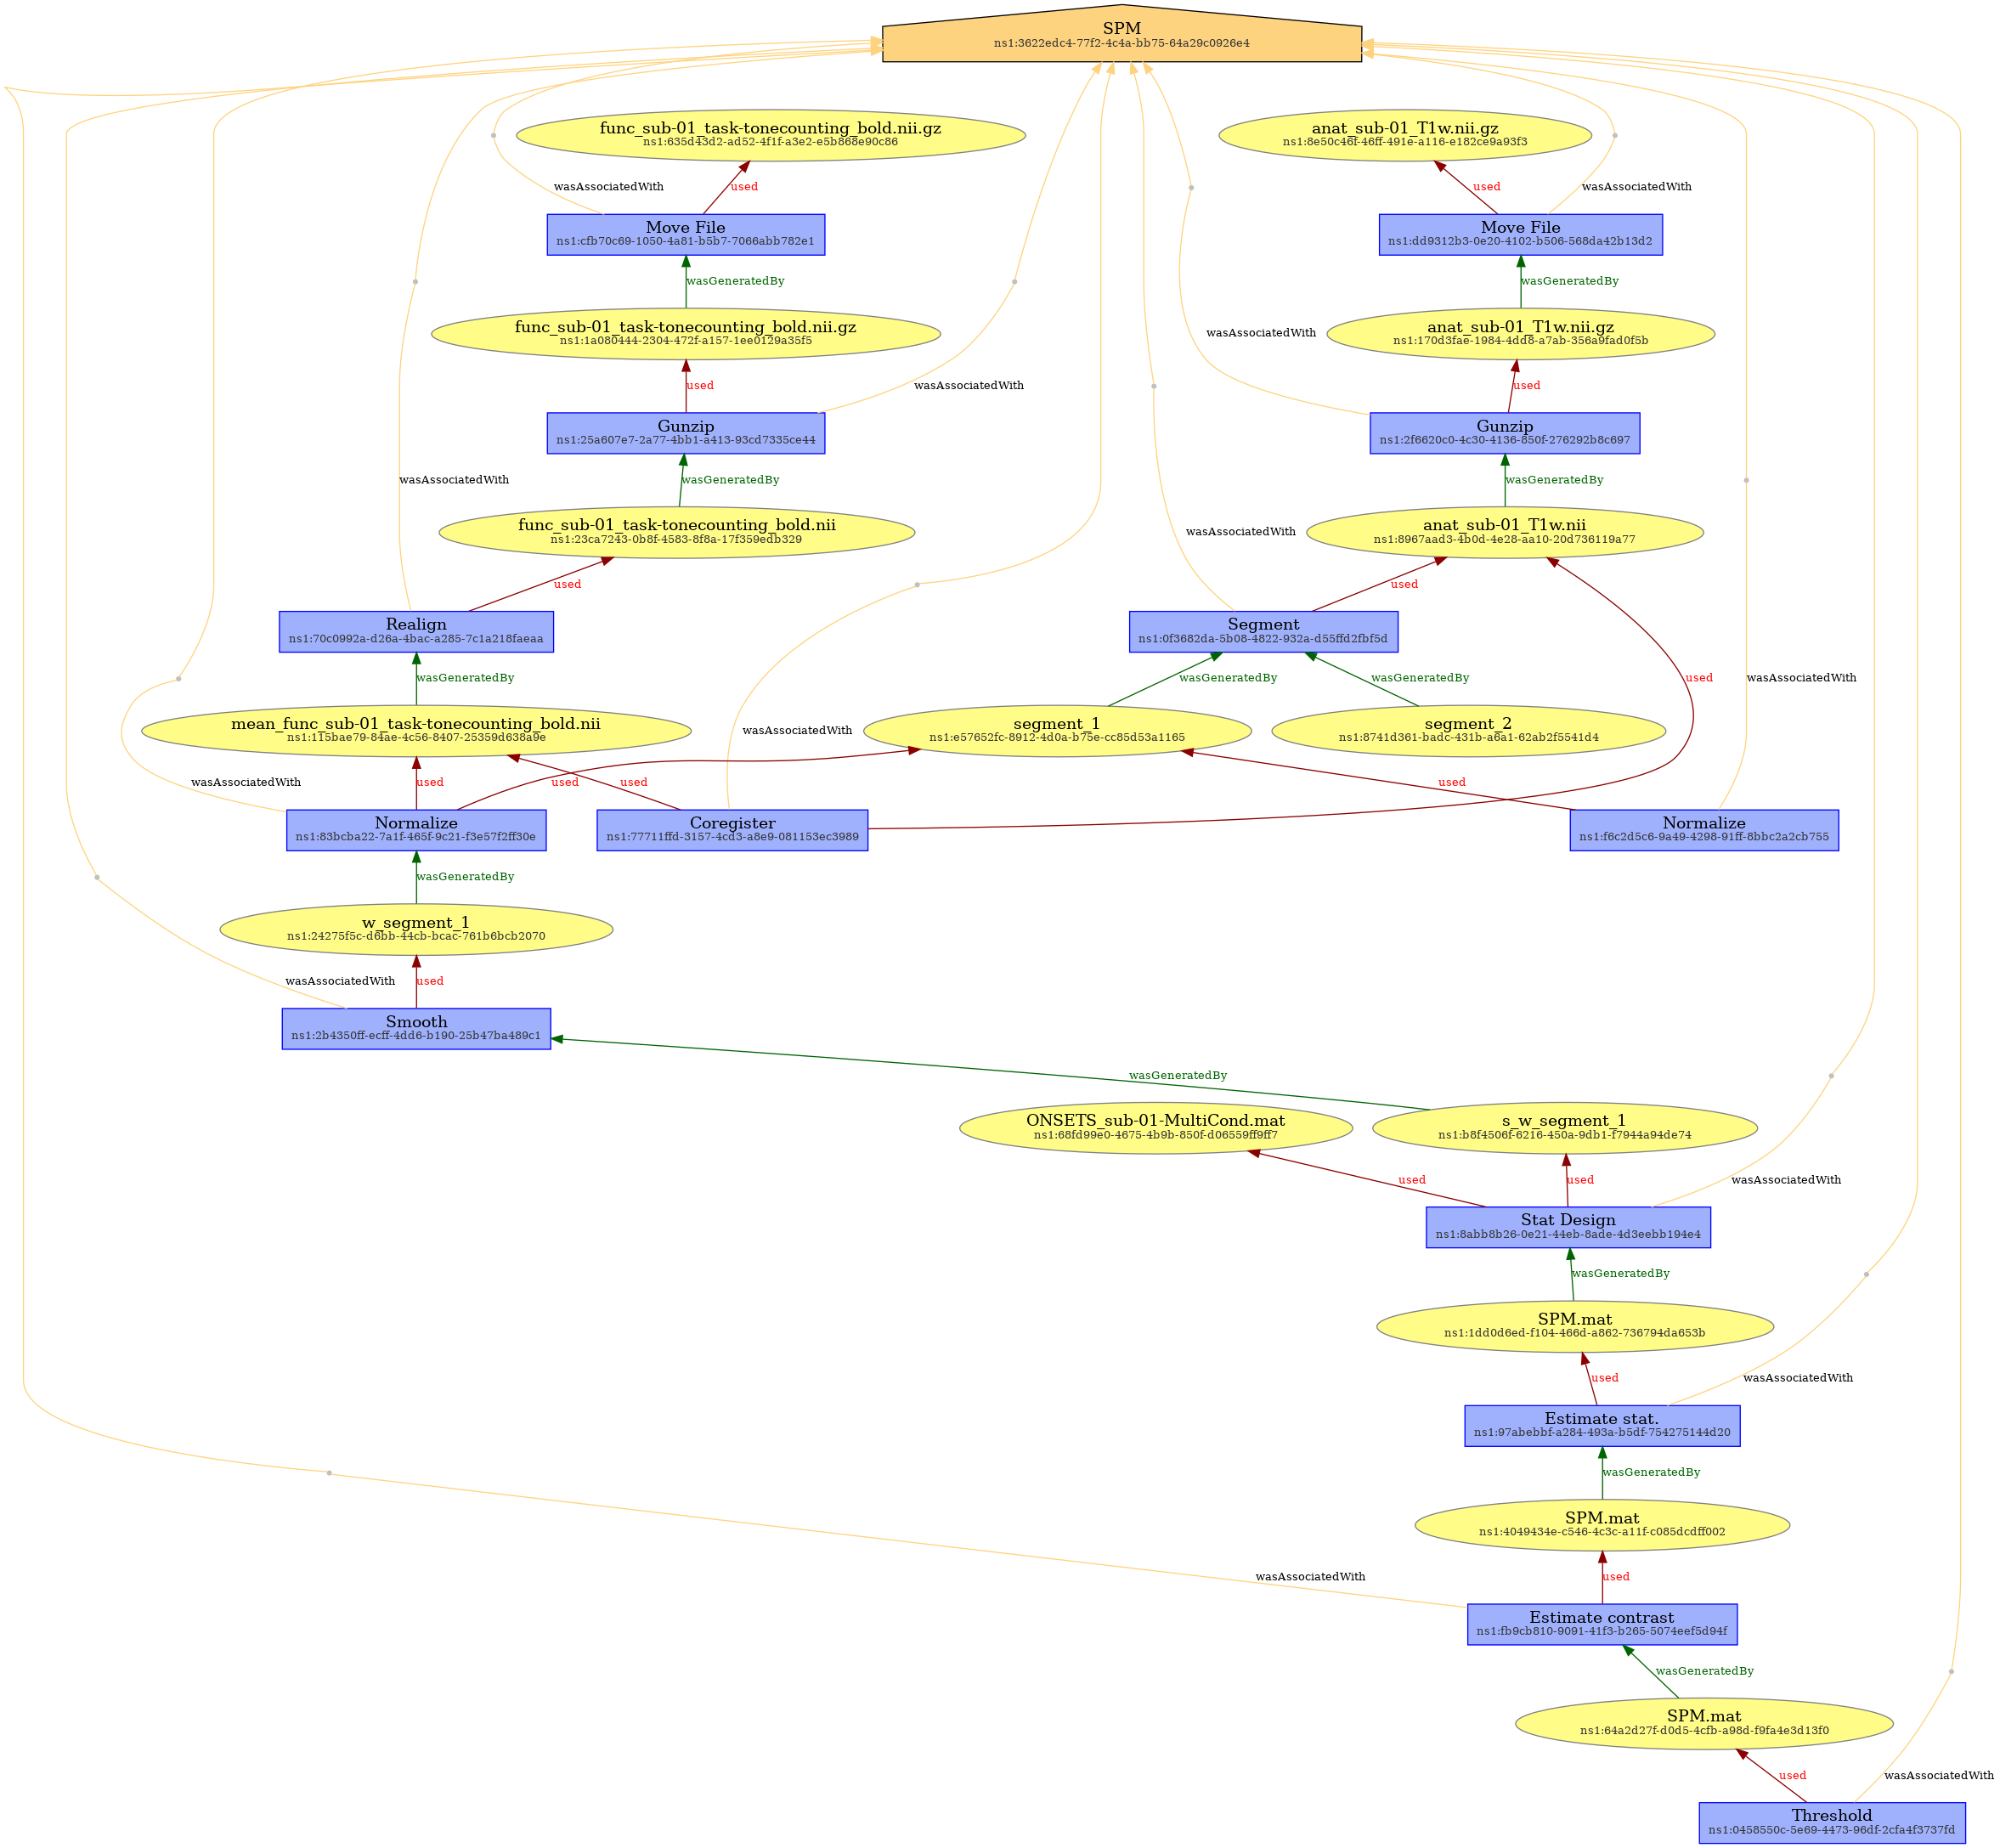 SPM
ns1:3622edc4-77f2-4c4a-bb75-64a29c0926e4
func_sub-01_task-tonecounting_bold.nii.gz
ns1:635d43d2-ad52-4f1f-a3e2-e5b868e90c86
anat_sub-01_T1w.nii.gz
ns1:8e50c46f-46ff-491e-a116-e182ce9a93f3
wasAssociatedWith
used
used
wasAssociatedWith
Move File
ns1:cfb70c69-1050-4a81-b5b7-7066abb782e1
Move File
ns1:dd9312b3-0e20-4102-b506-568da42b13d2
wasGeneratedBy
wasGeneratedBy
func_sub-01_task-tonecounting_bold.nii.gz
ns1:1a080444-2304-472f-a157-1ee0129a35f5
wasAssociatedWith
anat_sub-01_T1w.nii.gz
ns1:170d3fae-1984-4dd8-a7ab-356a9fad0f5b
used
wasAssociatedWith
used
Gunzip
ns1:25a607e7-2a77-4bb1-a413-93cd7335ce44
Gunzip
ns1:2f6620c0-4c30-4136-850f-276292b8c697
wasAssociatedWith
wasGeneratedBy
wasGeneratedBy
func_sub-01_task-tonecounting_bold.nii
ns1:23ca7243-0b8f-4583-8f8a-17f359edb329
wasAssociatedWith
anat_sub-01_T1w.nii
ns1:8967aad3-4b0d-4e28-aa10-20d736119a77
used
used
Realign
ns1:70c0992a-d26a-4bac-a285-7c1a218faeaa
Segment
ns1:0f3682da-5b08-4822-932a-d55ffd2fbf5d
wasGeneratedBy
wasGeneratedBy
wasGeneratedBy
used
wasAssociatedWith
mean_func_sub-01_task-tonecounting_bold.nii
ns1:115bae79-84ae-4c56-8407-25359d638a9e
wasAssociatedWith
segment_1
ns1:e57652fc-8912-4d0a-b75e-cc85d53a1165
segment_2
ns1:8741d361-badc-431b-a6a1-62ab2f5541d4
wasAssociatedWith
used
used
used
used
Normalize
ns1:83bcba22-7a1f-465f-9c21-f3e57f2ff30e
Coregister
ns1:77711ffd-3157-4cd3-a8e9-081153ec3989
Normalize
ns1:f6c2d5c6-9a49-4298-91ff-8bbc2a2cb755
wasGeneratedBy
w_segment_1
ns1:24275f5c-d6bb-44cb-bcac-761b6bcb2070
wasAssociatedWith
used
Smooth
ns1:2b4350ff-ecff-4dd6-b190-25b47ba489c1
wasGeneratedBy
ONSETS_sub-01-MultiCond.mat
ns1:68fd99e0-4675-4b9b-850f-d06559ff9ff7
s_w_segment_1
ns1:b8f4506f-6216-450a-9db1-f7944a94de74
used
used
wasAssociatedWith
Stat Design
ns1:8abb8b26-0e21-44eb-8ade-4d3eebb194e4
wasGeneratedBy
SPM.mat
ns1:1dd0d6ed-f104-466d-a862-736794da653b
used
wasAssociatedWith
Estimate stat.
ns1:97abebbf-a284-493a-b5df-754275144d20
wasGeneratedBy
SPM.mat
ns1:4049434e-c546-4c3c-a11f-c085dcdff002
wasAssociatedWith
used
Estimate contrast
ns1:fb9cb810-9091-41f3-b265-5074eef5d94f
wasGeneratedBy
SPM.mat
ns1:64a2d27f-d0d5-4cfb-a98d-f9fa4e3d13f0
used
wasAssociatedWith
Threshold
ns1:0458550c-5e69-4473-96df-2cfa4f3737fd